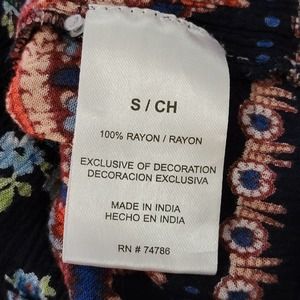 S / CH
100% RAYON / RAYON
EXCLUSIVE OF DECORATION
DECORACION EXCLUSIVA
MADE IN INDIA
HECHO EN INDIA
RN # 74786